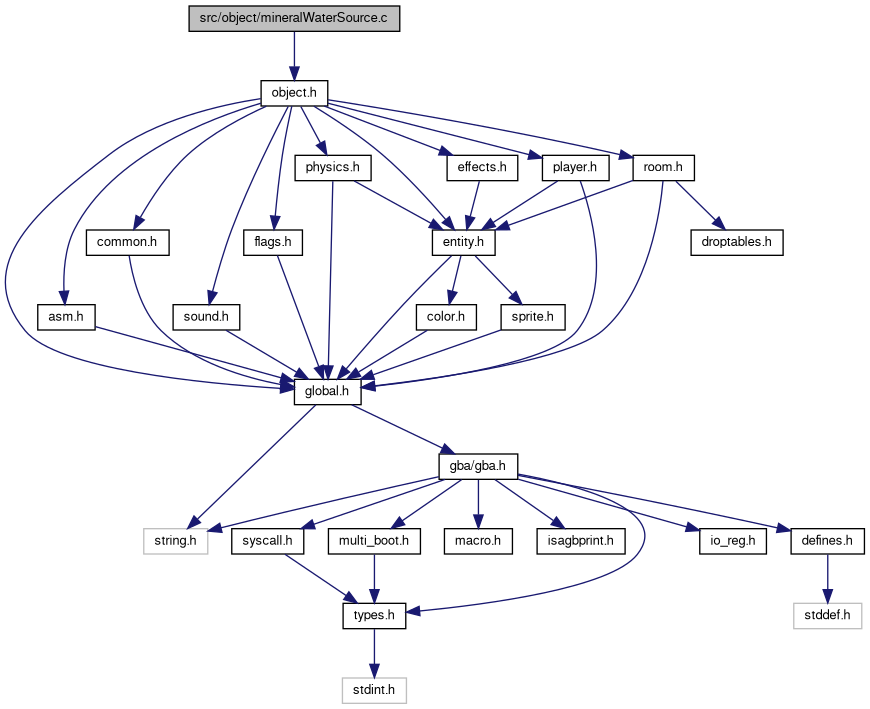 src/object/mineralWaterSource.c
object.h
physics.h
effects.h
player.h
room.h
common.h
flags.h
entity.h
droptables.h
asm.h
sound.h
color.h
sprite.h
global.h
gba/gba.h
string.h
syscall.h
multi_boot.h
macro.h
isagbprint.h
io_reg.h
defines.h
types.h
stddef.h
stdint.h